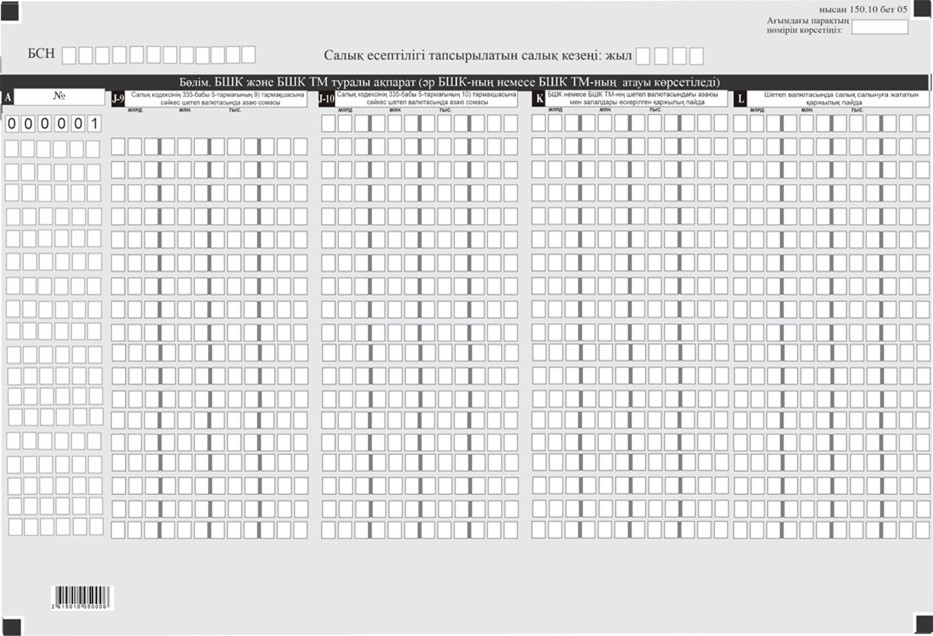 нысан 150.10 бет 05
Ағымдағы парақтың
нөмірін көрсетіңіз:
БСН
Салық есептілігі тапсырылатын салық кезеңі: жыл
Бөлім. БШК және БШК ТМ туралы ақпарат (әр БШК-ның немесе БШК ТМ-ның атауы көрсетіледі)
A №
J-9 Салық кодексінің 335-бабы 5-тармағының 9) тармақшасына
сәйкес шетел валютасында азаю сомасы
J-10 Салық кодексінің 335-бабы 5-тармағының 10) тармақшасына
сәйкес шетел валютасында азаю сомасы
K БШК немесе БШК ТМ-нің шетел валютасындағы азаюы
мен залалдары ескерілген қаржылық пайда
L Шетел валютасында салық салынуға жататын
қаржылық пайда
МЛРД. МЛН. ТЫС. МЛРД. МЛН. ТЫС. МЛРД. МЛН. ТЫС. МЛРД. МЛН. ТЫС.
000001